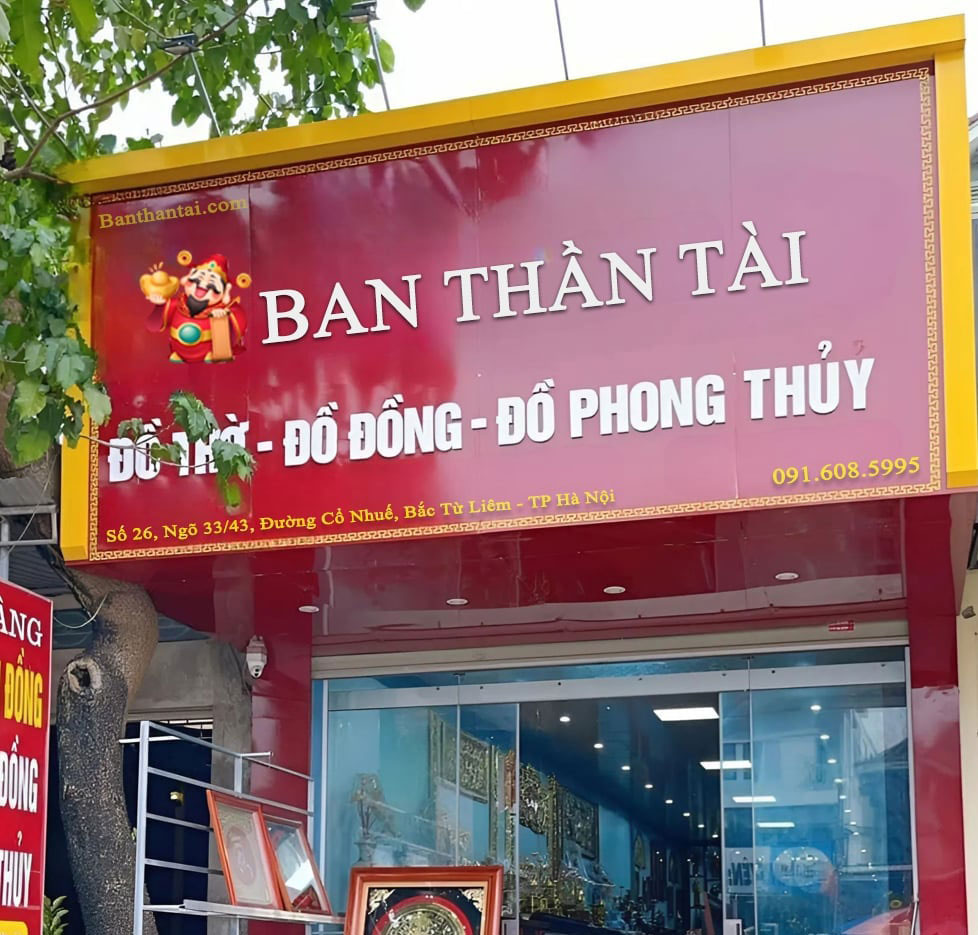 Banthantai.com
BAN THẦN TÀI
ĐỒ THỜ - ĐỒ ĐỒNG - ĐỒ PHONG THỦY
091.608.5995
Số 26, Ngõ 33/43, Đường Cổ Nhuế, Bắc Từ Liêm - TP Hà Nội
ĐỒNG
ĐỒNG
THỦY